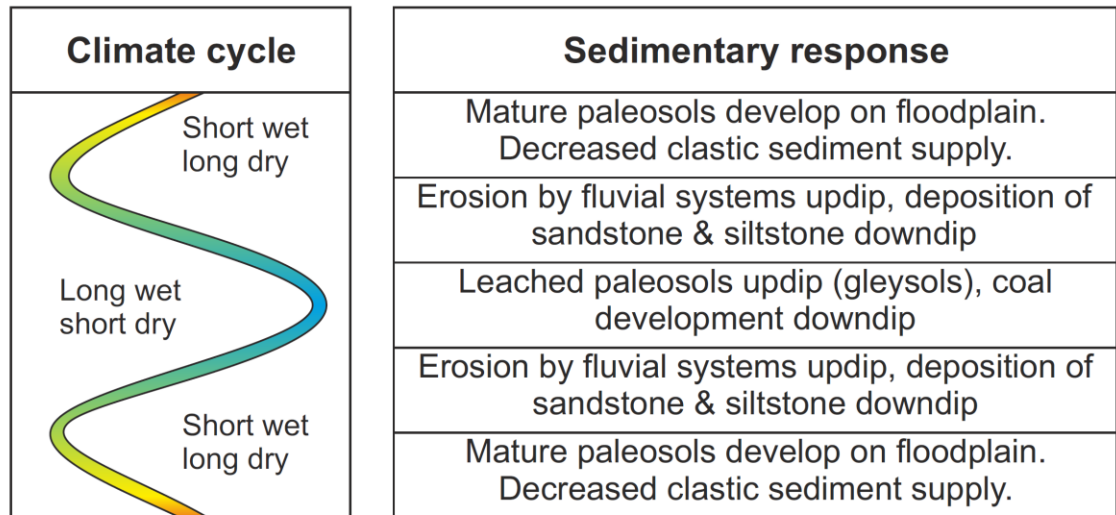 Climate cycle
Short wet
long dry
Long wet
short dry
Short wet
long dry
Sedimentary response
Mature paleosols develop on floodplain.
Decreased clastic sediment supply.
Erosion by fluvial systems updip, deposition of
sandstone & siltstone downdip
Leached paleosols updip (gleysols), coal
development downdip
Erosion by fluvial systems updip, deposition of
sandstone & siltstone downdip
Mature paleosols develop on floodplain.
Decreased clastic sediment supply.